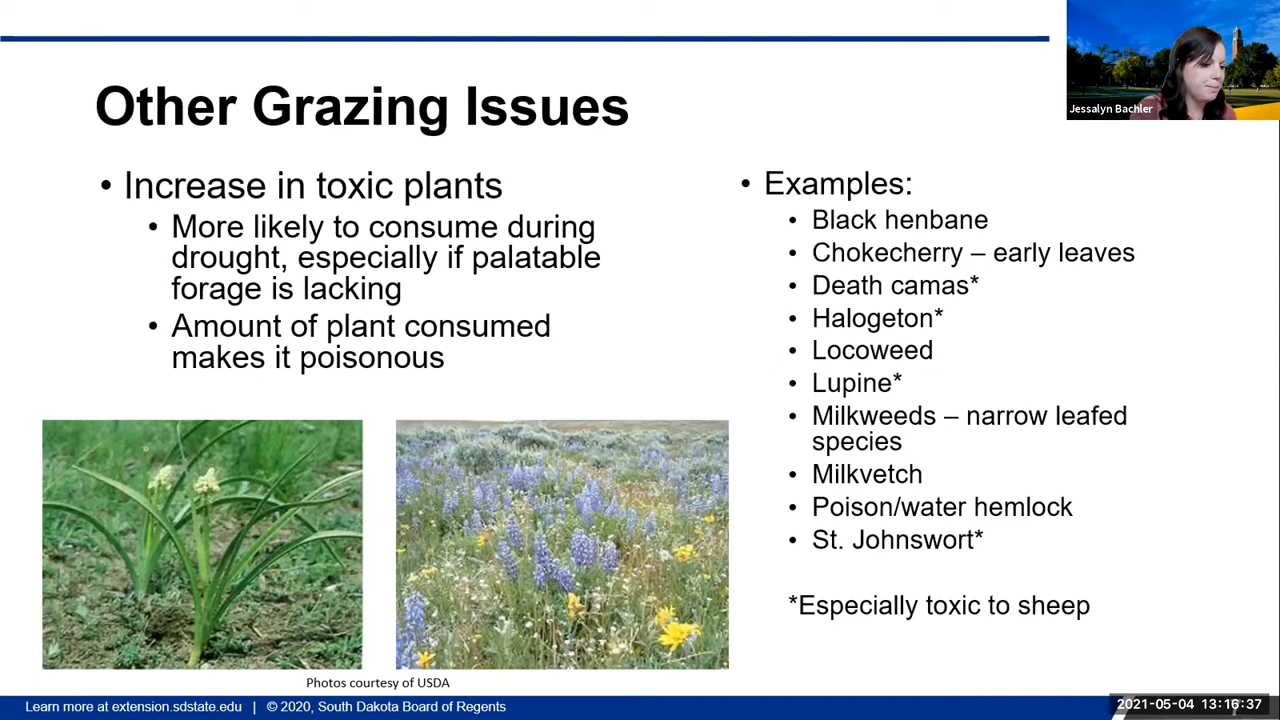 Jessalyn Bachler
Other Grazing Issues
• Increase in toxic plants
• More likely to consume during
drought, especially if palatable
forage is lacking
• Amount of plant consumed
makes it poisonous
• Examples:
• Black henbane
• Chokecherry – early leaves
• Death camas*
• Halogeton*
• Locoweed
• Lupine*
• Milkweeds – narrow leafed
species
• Milkvetch
• Poison/water hemlock
• St. Johnswort*
*Especially toxic to sheep
Photos courtesy of USDA
Learn more at extension.sdstate.edu | © 2020, South Dakota Board of Regents
2021-05-04 13:16:37